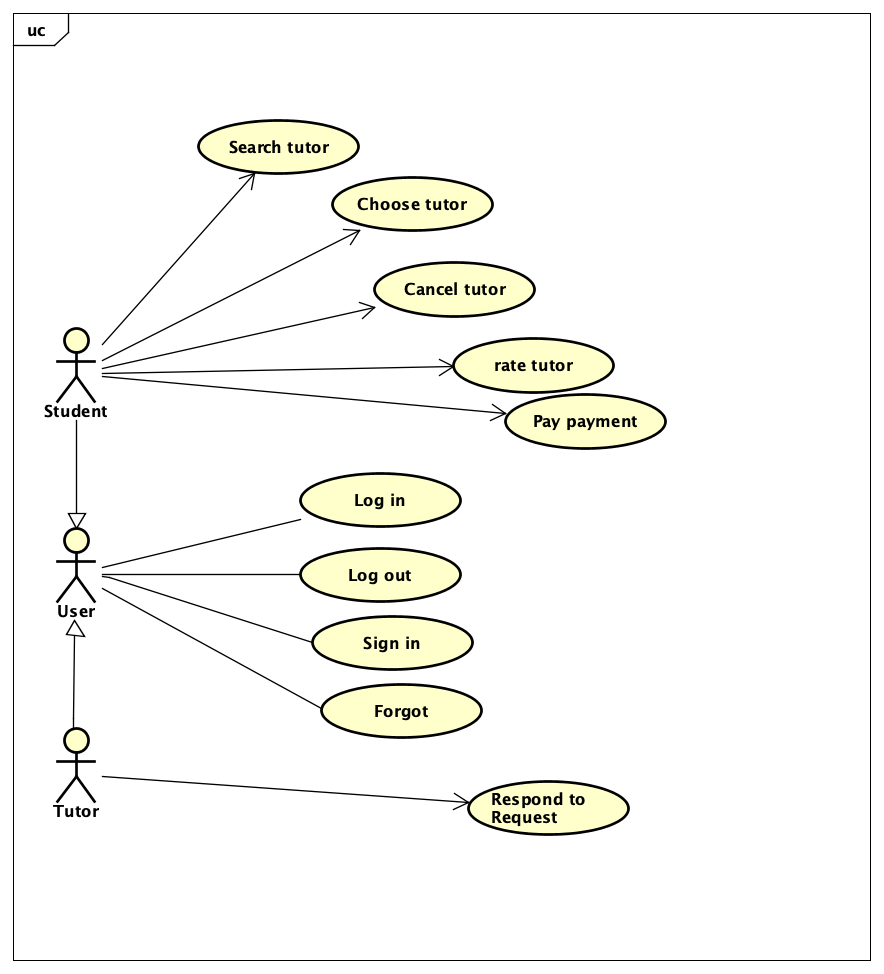 uc
Search tutor
Choose tutor
Cancel tutor
rate tutor
Student
Pay payment
Log in
Log out
User
Sign in
Forgot
Tutor
Respond to
Request